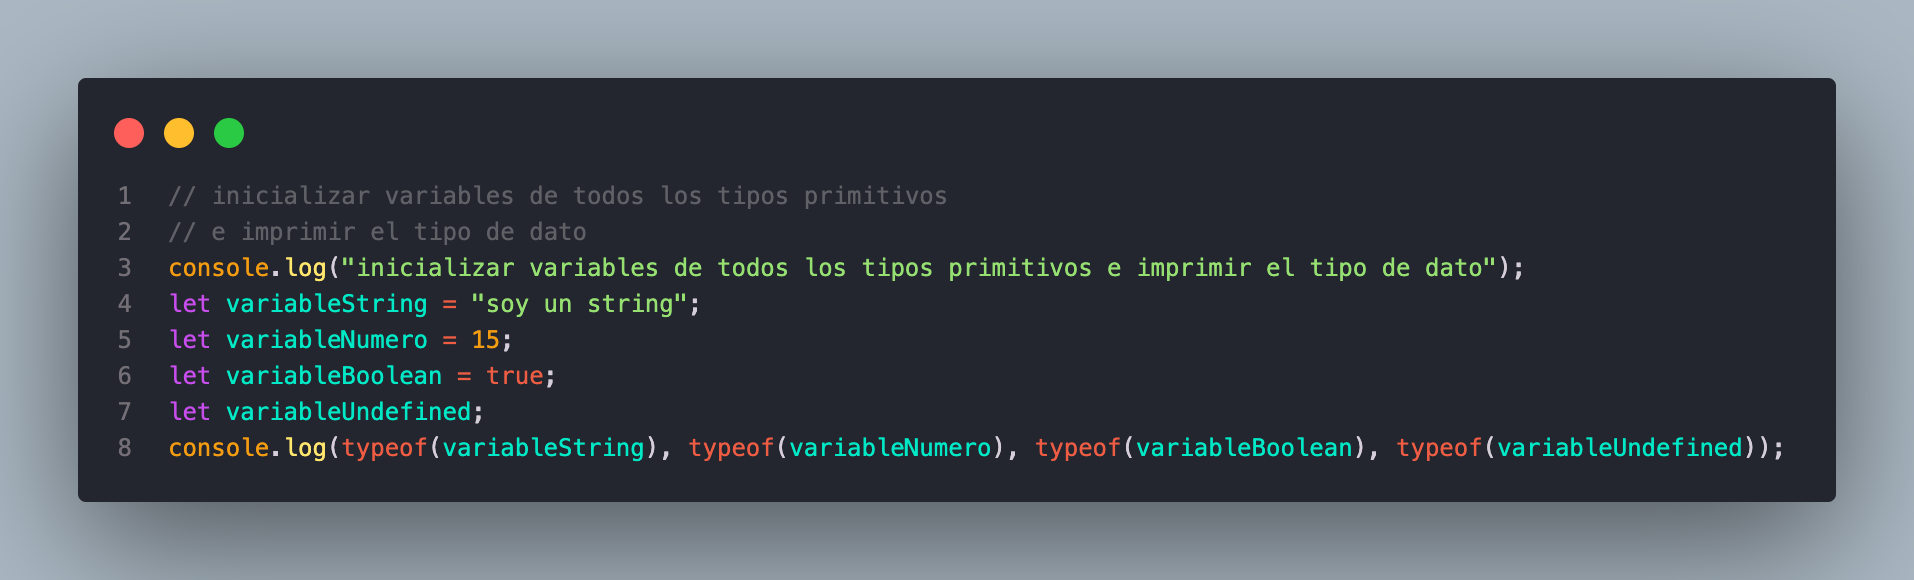 1 // inicializar variables de todos los tipos primitivos
2 // e imprimir el tipo de dato
3 console.log("inicializar variables de todos los tipos primitivos e imprimir el tipo de dato");
4 let variableString = "soy un string";
5 let variableNumero = 15;
6 let variableBoolean = true;
7 let variableUndefined;
8 console.log(typeof(variableString), typeof(variableNumero), typeof(variableBoolean), typeof(variableUndefined));